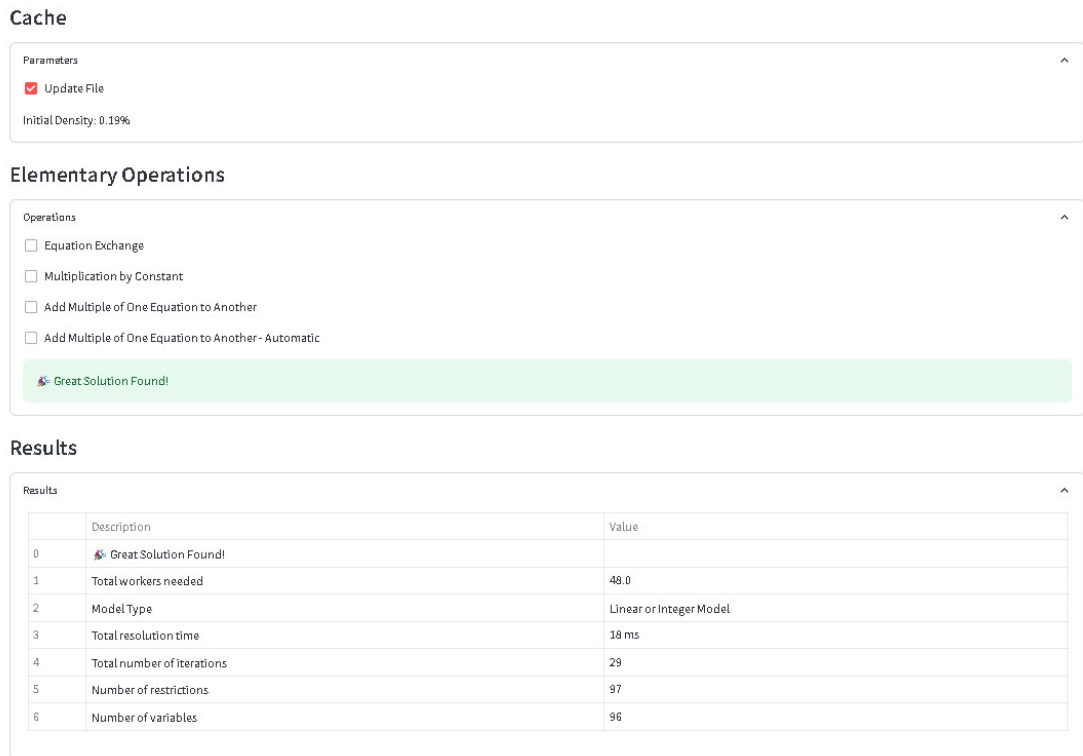 Cache
Parameters
Update File
Initial Density: 0.19%
Elementary Operations
Operations
Equation Exchange
Multiplication by Constant
Add Multiple of One Equation to Another
Add Multiple of One Equation to Another - Automatic
🎉 Great Solution Found!
Results
Results
Description Value
0 🎉 Great Solution Found!
1 Total workers needed 48.0
2 Model Type Linear or Integer Model
3 Total resolution time 18 ms
4 Total number of iterations 29
5 Number of restrictions 97
6 Number of variables 96